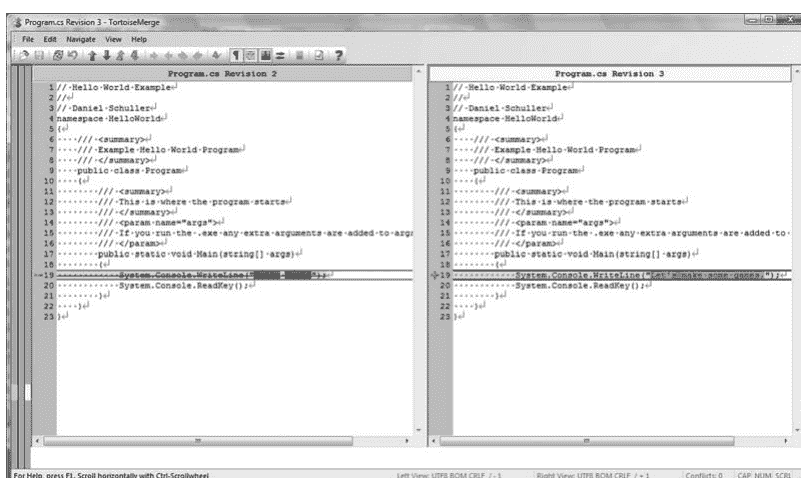 Program.cs Revision 3 - TortoiseMerge
File Edit Navigate View Help
Program.cs Revision 2
1 // Hello World Example
2 //
3 // Daniel Schuller
4 namespace HelloWorld
5 {
6 /// <summary>
7 /// Example Hello World Program
8 /// </summary>
9 public class Program
10 {
11 /// <summary>
12 /// This is where the program starts
13 /// </summary>
14 /// <param name="args">
15 /// If you run the .exe any extra arguments are added to arg
16 /// </param>
17 public static void Main(string[] args)
18 {
19 System.Console.WriteLine(" ");
20 System.Console.ReadKey();
21 }
22 }
23 }
Program.cs Revision 3
1 // Hello World Example
2 //
3 // Daniel Schuller
4 namespace HelloWorld
5 {
6 /// <summary>
7 /// Example Hello World Program
8 /// </summary>
9 public class Program
10 {
11 /// <summary>
12 /// This is where the program starts
13 /// </summary>
14 /// <param name="args">
15 /// If you run the .exe any extra arguments are added to
16 /// </param>
17 public static void Main(string[] args)
18 {
19 System.Console.WriteLine("Let's make some games.");
20 System.Console.ReadKey();
21 }
22 }
23 }
For Help, press F1. Scroll horizontally with Ctrl-Scrollwheel
Left View: UTF8 BOM CRLF / - 1
Right View: UTF8 BOM CRLF / + 1
Conflicts: 0
CAP NUM SCRL